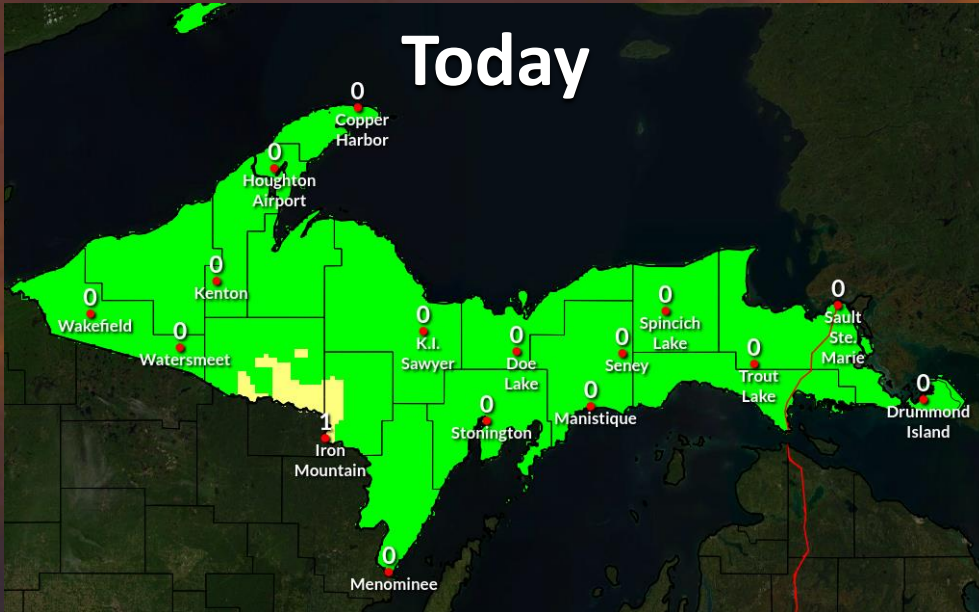 Today
0
Copper
Harbor
0
Houghton
Airport
0
Kenton
0
Wakefield
0
Watersmeet
0
K.I.
Sawyer
0
Doe
Lake
0
Seney
0
Spincich
Lake
0
Trout
Lake
0
Sault
Ste.
Marie
0
Drummond
Island
0
Manistique
0
Stonington
1
Iron
Mountain
0
Menominee